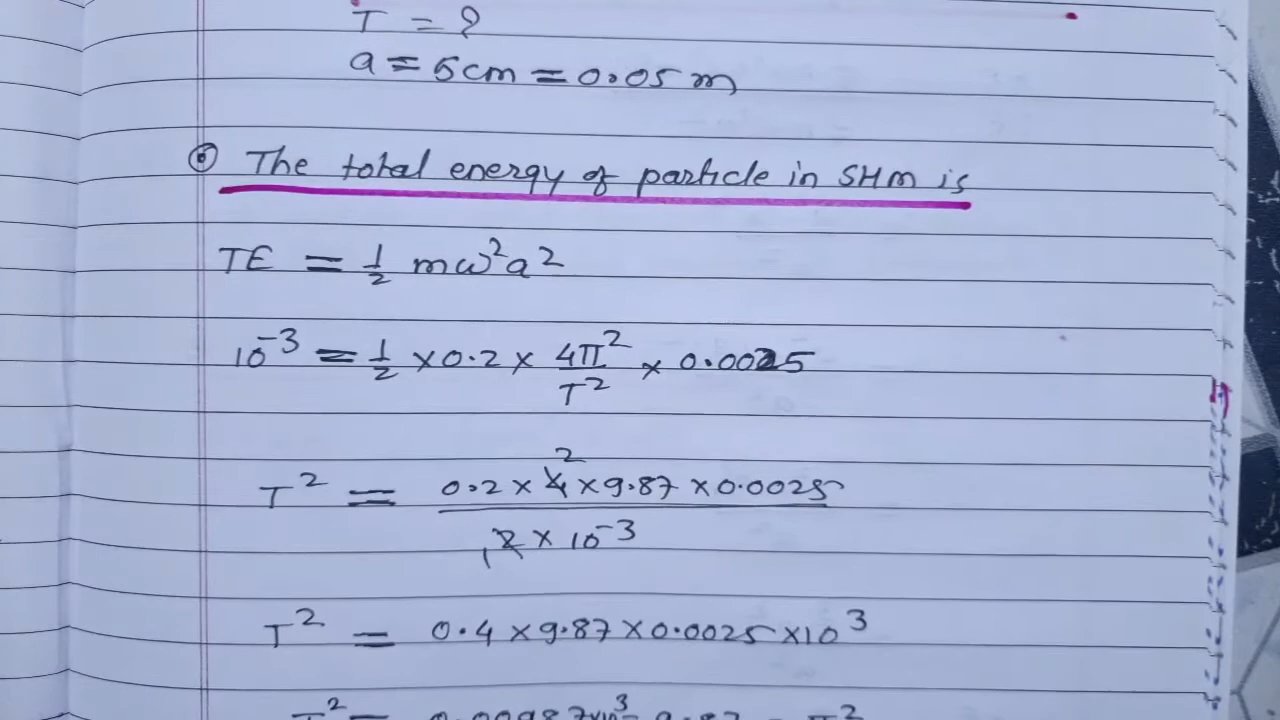 T = ?
a = 5cm = 0.05 m
The total energy of particle in SHM is
TE = 1/2 mω²a²
10⁻³ = 1/2 × 0.2 × 4π²/T² × 0.0025
T² = 0.2 × 4 2 × 9.87 × 0.0025 / 1 2 × 10⁻³
T² = 0.4 × 9.87 × 0.0025 × 10³
T² =